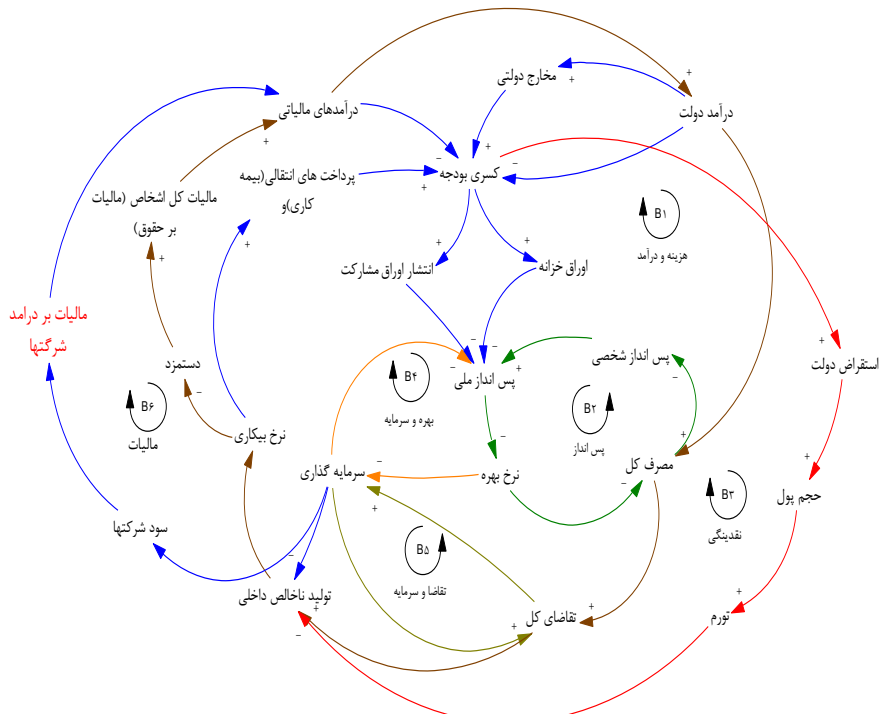 مخارج دولتی
درآمدهای مالیاتی
درآمد دولت
کسری بودجه
پرداخت های انتقالی(بیمه
کاری)و
مالیات کل اشخاص (مالیات
بر حقوق)
B۱
هزینه و درآمد
انتشار اوراق مشارکت
اوراق خزانه
مالیات بر درامد
شرگتها
دستمزد
پس انداز ملی
پس انداز شخصی
استقراض دولت
B۴
بهره و سرمایه
B۲
پس انداز
B۶
مالیات
نرخ بیکاری
سرمایه گذاری
نرخ بهره
مصرف کل
B۳
نقدینگی
حجم پول
سود شرکتها
B۵
تقاضا و سرمایه
تولید ناخالص داخلی
تقاضای کل
تورم